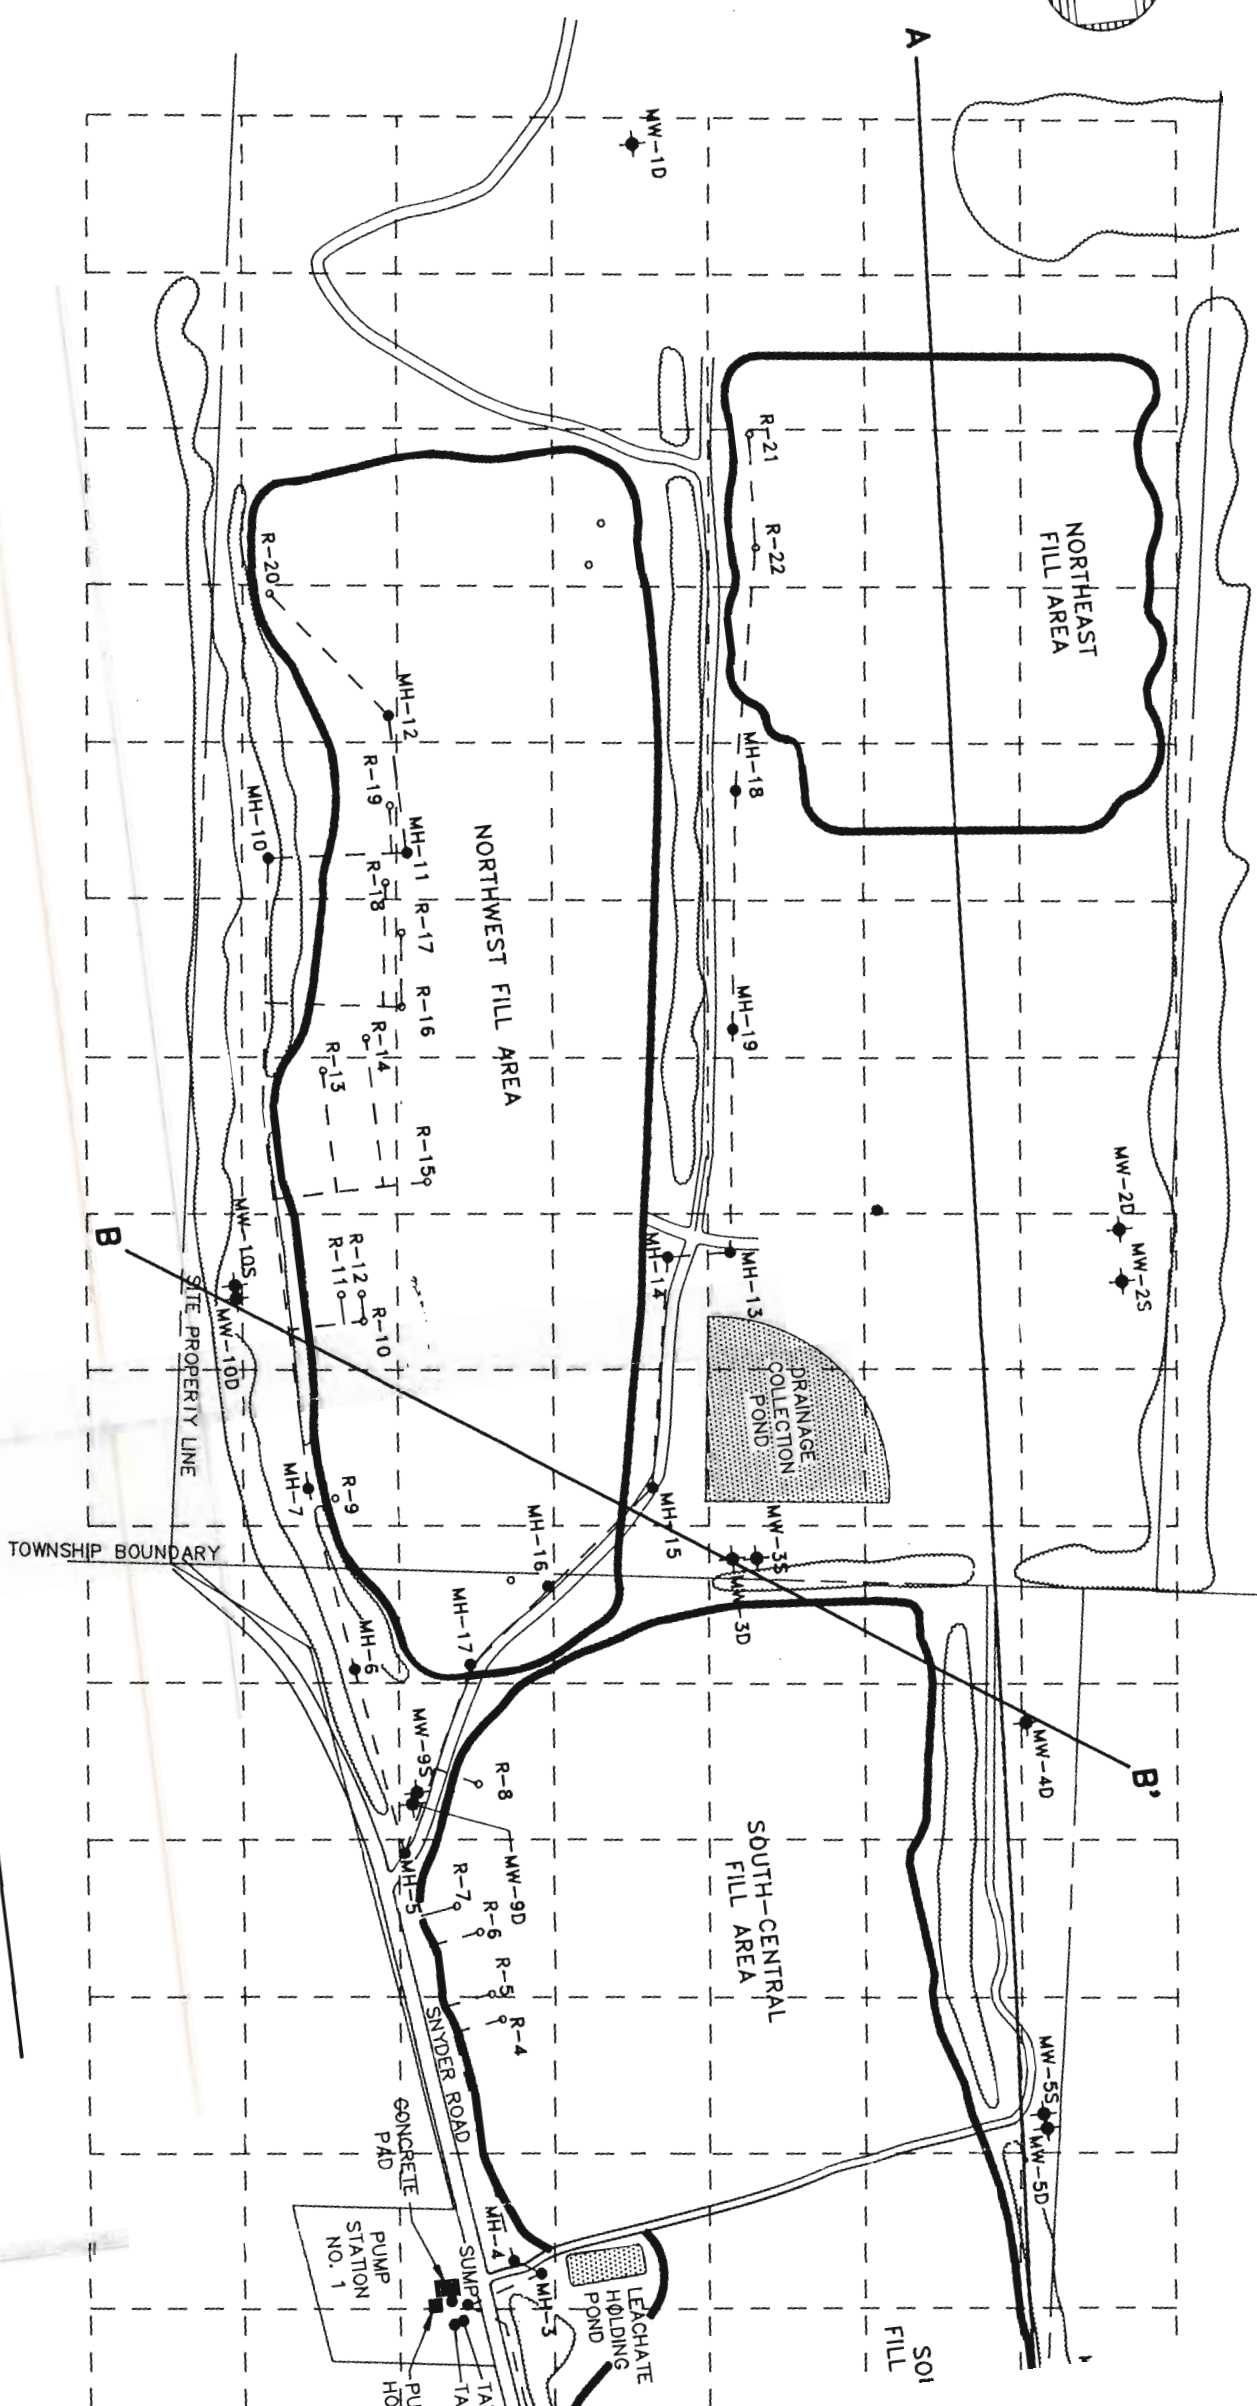 A
MW-1D
R-21
R-22
NORTHEAST
FILL AREA
R-20
MH-12
MH-18
R-19
MH-10
MH-11
R-18
R-17
NORTHWEST FILL AREA
R-16
MH-19
R-14
R-13
R-15
MW-2D
MW-2S
B
MW-10S
MW-10D
SITE PROPERTY LINE
R-12
R-11
R-10
MH-14
MH-13
DRAINAGE
COLLECTION
POND
MH-7
R-9
MH-15
MH-16
MW-3S
MW-3D
TOWNSHIP BOUNDARY
MH-17
MH-6
MW-4D
B'
MW-9S
R-8
MW-9D
MH-5
R-7
R-6
R-5
R-4
SOUTH-CENTRAL
FILL AREA
SNYDER ROAD
MW-5S
MW-5D
CONCRETE
PAD
MH-4
MH-3
PUMP
STATION
NO. 1
SUMP
LEACHATE
HOLDING
POND
FILL